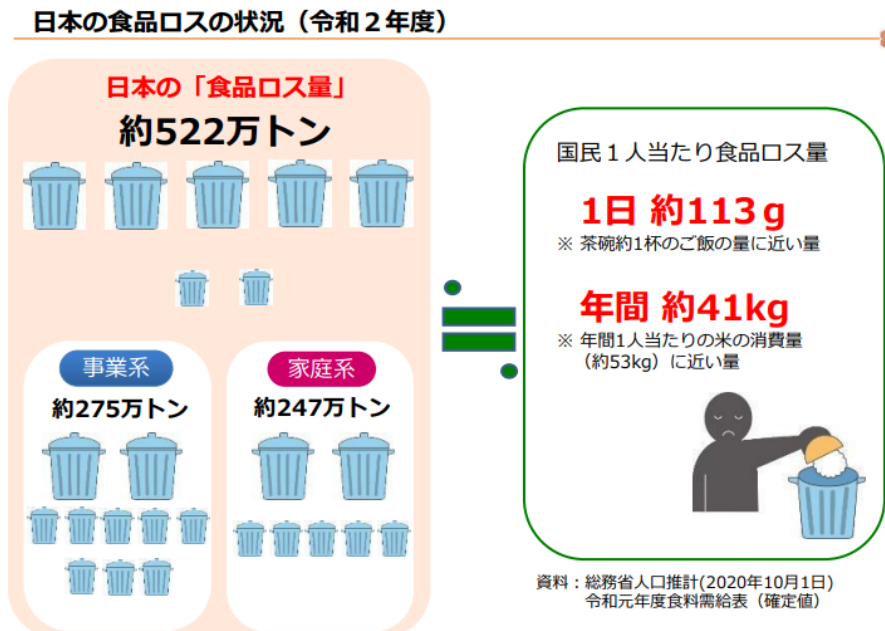 日本の食品ロスの状況（令和２年度）
日本の「食品ロス量」
約522万トン
事業系
約275万トン
家庭系
約247万トン
国民１人当たり食品ロス量
1日 約113ｇ
※ 茶碗約1杯のご飯の量に近い量
年間 約41kg
※ 年間1人当たりの米の消費量
（約53kg）に近い量
資料：総務省人口推計(2020年10月1日)
令和元年度食料需給表（確定値）